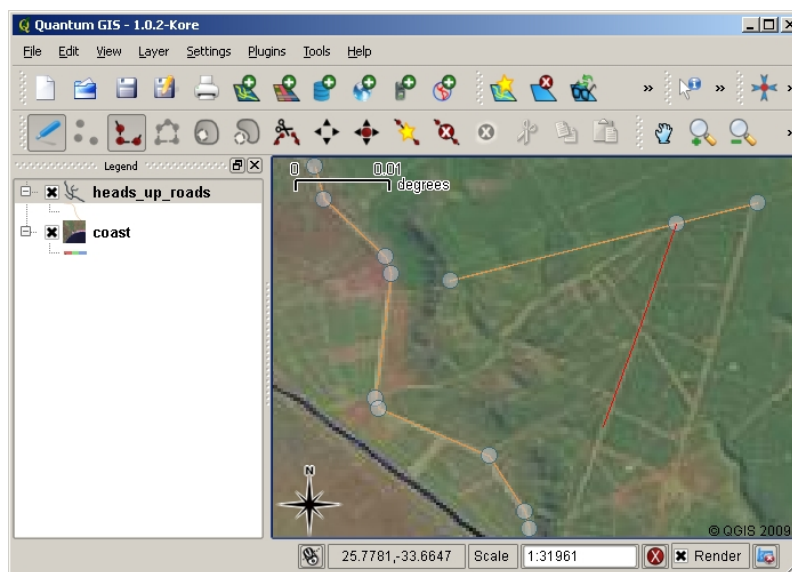 Quantum GIS - 1.0.2-Kore
File Edit View Layer Settings Plugins Tools Help
Legend
heads_up_roads
coast
0 0.01
degrees
N
© QGIS 2009
25.7781,-33.6647 Scale 1:31961 Render